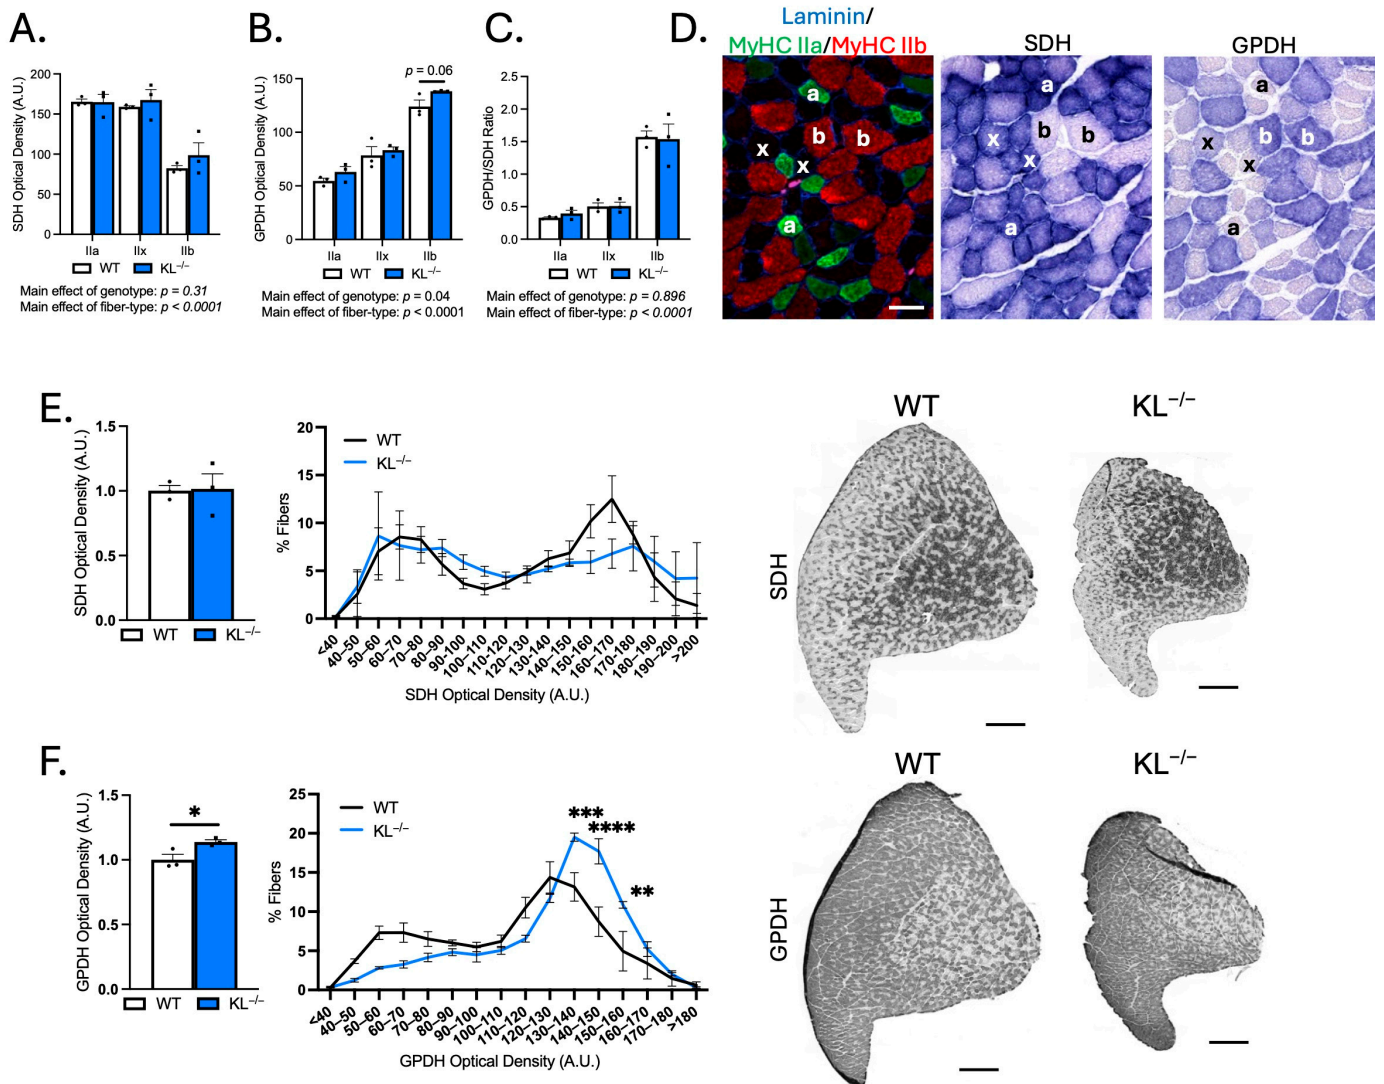 A.
SDH Optical Density (A.U.)
200
150
100
50
0
IIa IIx IIb
WT KL−/−
Main effect of genotype: p = 0.31
Main effect of fiber-type: p < 0.0001
B.
GPDH Optical Density (A.U.)
150
100
50
0
p = 0.06
IIa IIx IIb
WT KL−/−
Main effect of genotype: p = 0.04
Main effect of fiber-type: p < 0.0001
C.
GPDH/SDH Ratio
2.5
2.0
1.5
1.0
0.5
0.0
IIa IIx IIb
WT KL−/−
Main effect of genotype: p = 0.896
Main effect of fiber-type: p < 0.0001
D.
Laminin/
MyHC IIa/MyHC IIb
a
b b
x
x
a
SDH
a
x b b
x
a
GPDH
a
x b b
x
a
E.
SDH Optical Density (A.U.)
1.5
1.0
0.5
0.0
WT KL−/−
% Fibers
20
15
10
5
0
WT
KL−/−
<40 40–50 50–60 60–70 70–80 80–90 90–100 100–110 110–120 120–130 130–140 140–150 150–160 160–170 170–180 180–190 190–200 >200
SDH Optical Density (A.U.)
WT KL−/−
SDH
F.
GPDH Optical Density (A.U.)
1.5
1.0
0.5
0.0
*
WT KL−/−
% Fibers
25
20
15
10
5
0
WT
KL−/−
***
****
**
<40 40–50 50–60 60–70 70–80 80–90 90–100 100–110 110–120 120–130 130–140 140–150 150–160 160–170 170–180 >180
GPDH Optical Density (A.U.)
WT KL−/−
GPDH